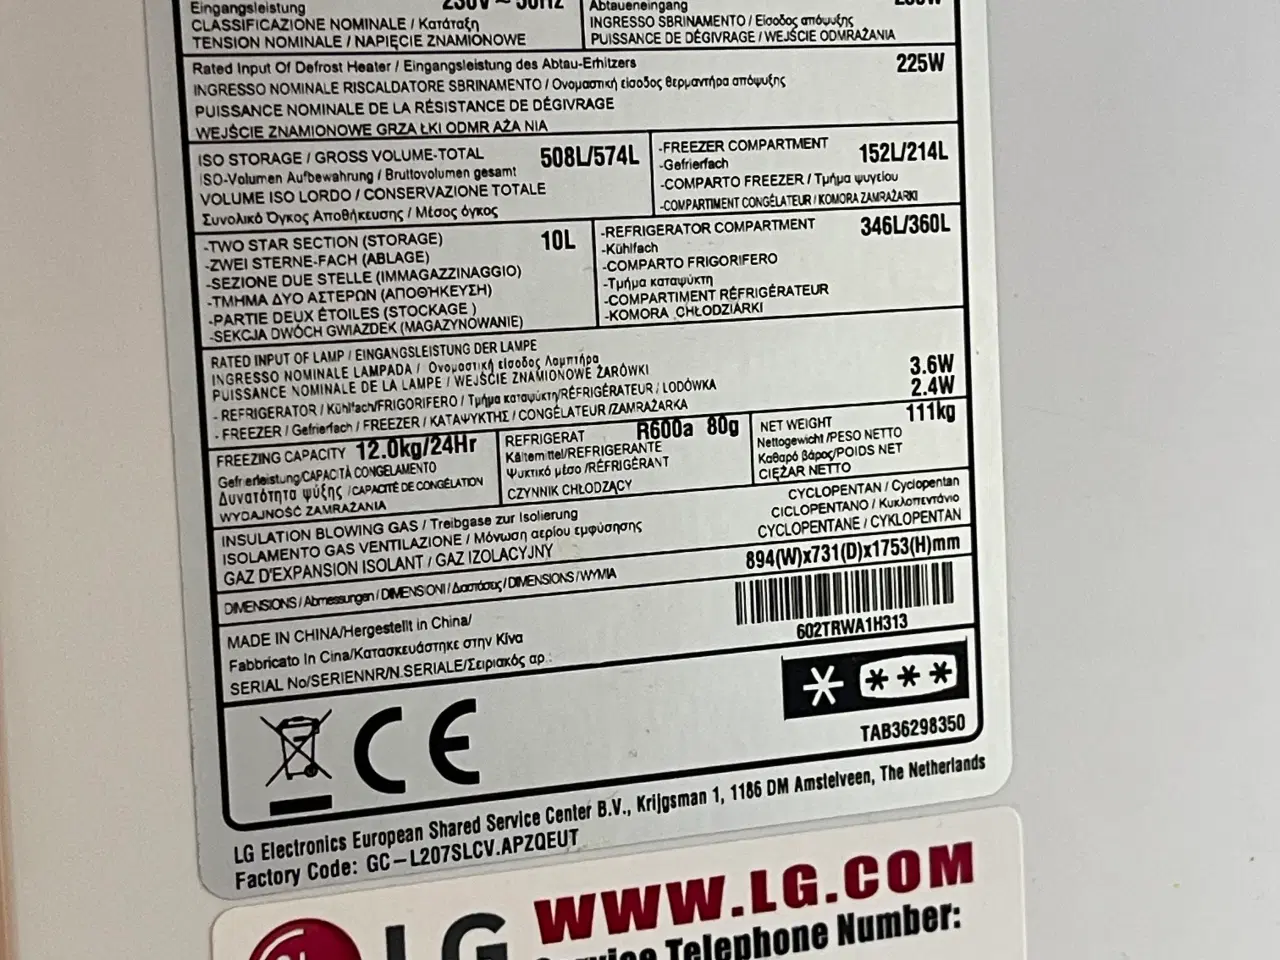 Eingangsleistung
230V ~ 50Hz
CLASSIFICAZIONE NOMINALE / Κατάταξη
TENSION NOMINALE / NAPIĘCIE ZNAMIONOWE
Abtaueneingang
INGRESSO SBRINAMENTO / Είσοδος απόψυξης
PUISSANCE DE DÉGIVRAGE / WEJŚCIE ODMRAŻANIA
Rated Input Of Defrost Heater / Eingangsleistung des Abtau-Erhitzers 225W
INGRESSO NOMINALE RISCALDATORE SBRINAMENTO / Ονομαστική είσοδος θερμαντήρα απόψυξης
PUISSANCE NOMINALE DE LA RÉSISTANCE DE DÉGIVRAGE
WEJŚCIE ZNAMIONOWE GRZA ŁKI ODMR AŻA NIA
ISO STORAGE / GROSS VOLUME-TOTAL 508L/574L
ISO-Volumen Aufbewahrung / Bruttovolumen gesamt
VOLUME ISO LORDO / CONSERVAZIONE TOTALE
Συνολικό Όγκος Αποθήκευσης / Μέσος όγκος
-FREEZER COMPARTMENT 152L/214L
-Gefrierfach
-COMPARTO FREEZER / Τμήμα ψυγείου
-COMPARTIMENT CONGÉLATEUR / KOMORA ZAMRAŻARKI
-TWO STAR SECTION (STORAGE) 10L
-ZWEI STERNE-FACH (ABLAGE)
-SEZIONE DUE STELLE (IMMAGAZZINAGGIO)
-ΤΜΗΜΑ ΔΥΟ ΑΣΤΕΡΩΝ (ΑΠΟΘΉΚΕΥΣΗ)
-PARTIE DEUX ÉTOILES (STOCKAGE )
-SEKCJA DWÓCH GWIAZDEK (MAGAZYNOWANIE)
-REFRIGERATOR COMPARTMENT 346L/360L
-Kühlfach
-COMPARTO FRIGORIFERO
-Τμήμα καταψύκτη
-COMPARTIMENT RÉFRIGÉRATEUR
-KOMORA CHŁODZIARKI
RATED INPUT OF LAMP / EINGANGSLEISTUNG DER LAMPE
INGRESSO NOMINALE LAMPADA / Ονομαστική είσοδος Λαμπτήρα
PUISSANCE NOMINALE DE LA LAMPE / WEJŚCIE ZNAMIONOWE ŻARÓWKI
- REFRIGERATOR / Kühlfach/FRIGORIFERO / Τμήμα καταψύκτη/RÉFRIGÉRATEUR / LODÓWKA 3.6W
- FREEZER / Gefrierfach / FREEZER / ΚΑΤΑΨΥΚΤΗΣ / CONGÉLATEUR /ZAMRAŻARKA 2.4W
FREEZING CAPACITY 12.0kg/24Hr
Gefrierleistung/CAPACITÀ CONGELAMENTO
Δυνατότητα ψύξης /CAPACITÉ DE CONGÉLATION
WYDAJNOŚĆ ZAMRAŻANIA
REFRIGERAT R600a 80g
Kältemittel/REFRIGERANTE
Ψυκτικό μέσο /RÉFRIGÉRANT
CZYNNIK CHŁODZĄCY
NET WEIGHT 111kg
Nettogewicht /PESO NETTO
Καθαρό βάρος/POIDS NET
CIĘŻAR NETTO
INSULATION BLOWING GAS / Treibgase zur Isolierung
ISOLAMENTO GAS VENTILAZIONE / Μόνωση αερίου εμφύσησης
GAZ D'EXPANSION ISOLANT / GAZ IZOLACYJNY
CYCLOPENTAN / Cyclopentan
CICLOPENTANO / Κυκλοπεντάνιο
CYCLOPENTANE / CYKLOPENTAN
DIMENSIONS / Abmessungen / DIMENSIONI / Διαστάσεις / DIMENSIONS / WYMIA 894(W)x731(D)x1753(H)mm
MADE IN CHINA/Hergestellt in China/
Fabbricato In Cina/Κατασκευάστηκε στην Κίνα
SERIAL No/SERIENNR/N.SERIALE/Σειριακός αρ.:
602TRWA1H313
CE
TAB36298350
LG Electronics European Shared Service Center B.V., Krijgsman 1, 1186 DM Amstelveen, The Netherlands
Factory Code: GC-L207SLCV.APZQEUT
LG
WWW.LG.COM
Service Telephone Number: